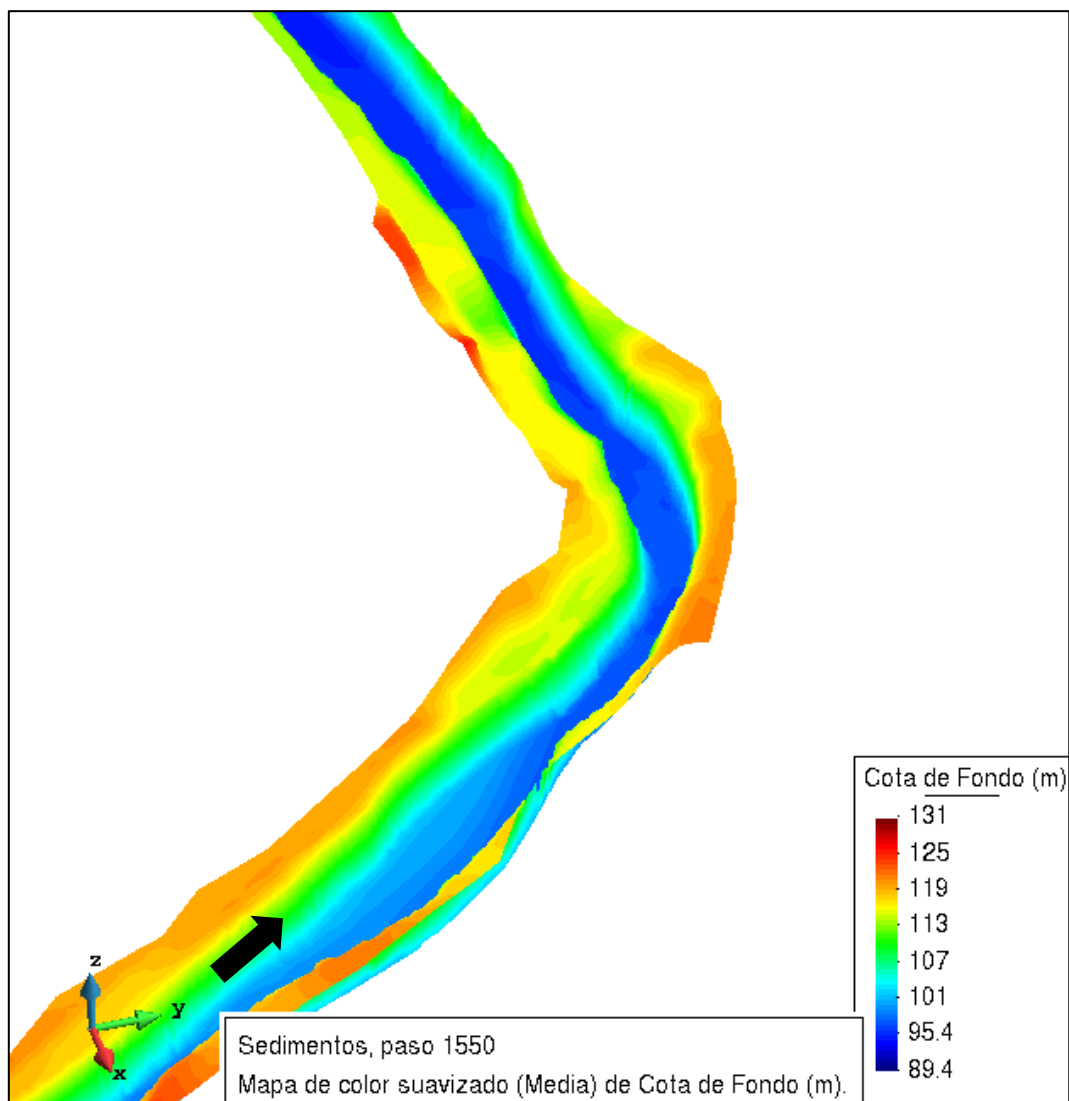 Cota de Fondo (m)
131
125
119
113
107
101
95.4
89.4
z
y
x
Sedimentos, paso 1550
Mapa de color suavizado (Media) de Cota de Fondo (m).